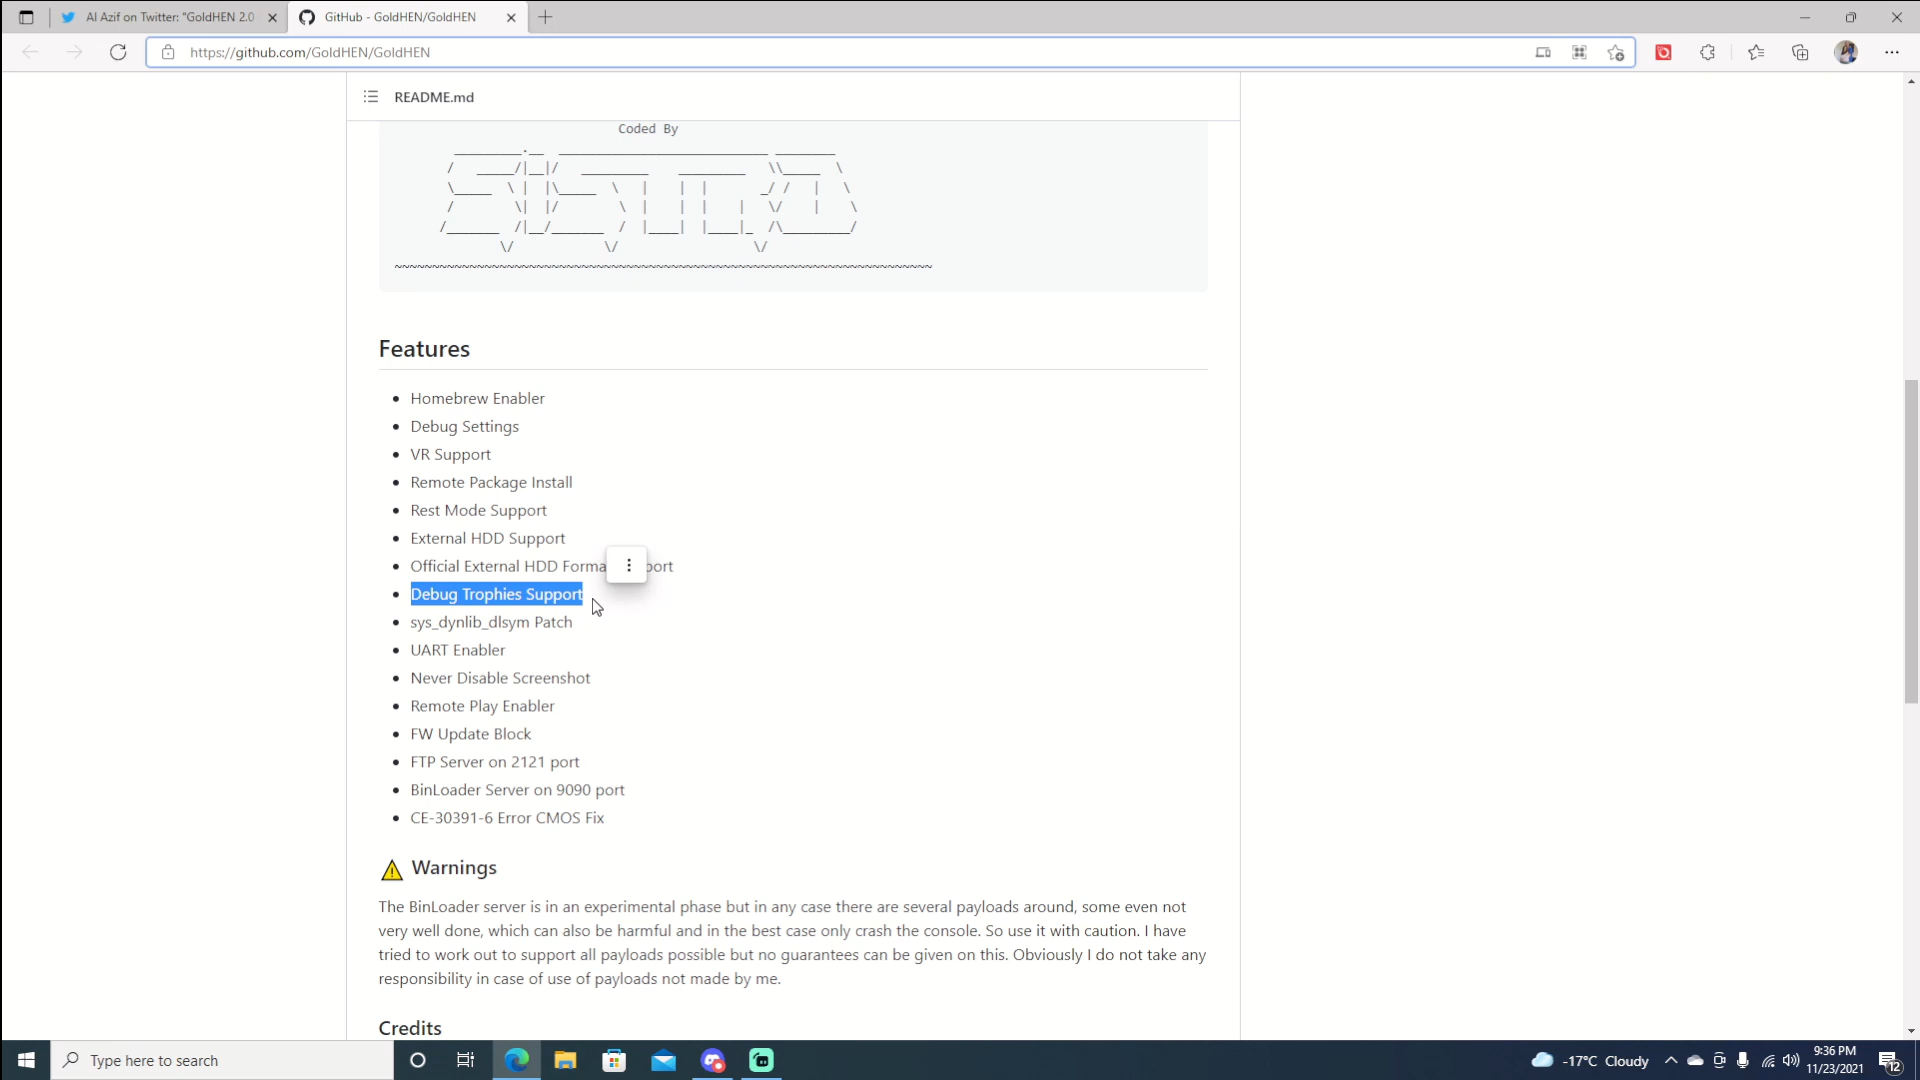 Al Azif on Twitter: "GoldHEN 2.0
GitHub - GoldHEN/GoldHEN
https://github.com/GoldHEN/GoldHEN
README.md
Coded By
SiSTR0
Features
Homebrew Enabler
Debug Settings
VR Support
Remote Package Install
Rest Mode Support
External HDD Support
Official External HDD Forma port
Debug Trophies Support
sys_dynlib_dlsym Patch
UART Enabler
Never Disable Screenshot
Remote Play Enabler
FW Update Block
FTP Server on 2121 port
BinLoader Server on 9090 port
CE-30391-6 Error CMOS Fix
Warnings
The BinLoader server is in an experimental phase but in any case there are several payloads around, some even not
very well done, which can also be harmful and in the best case only crash the console. So use it with caution. I have
tried to work out to support all payloads possible but no guarantees can be given on this. Obviously I do not take any
responsibility in case of use of payloads not made by me.
Credits
Type here to search
-17°C Cloudy
9:36 PM
11/23/2021
12